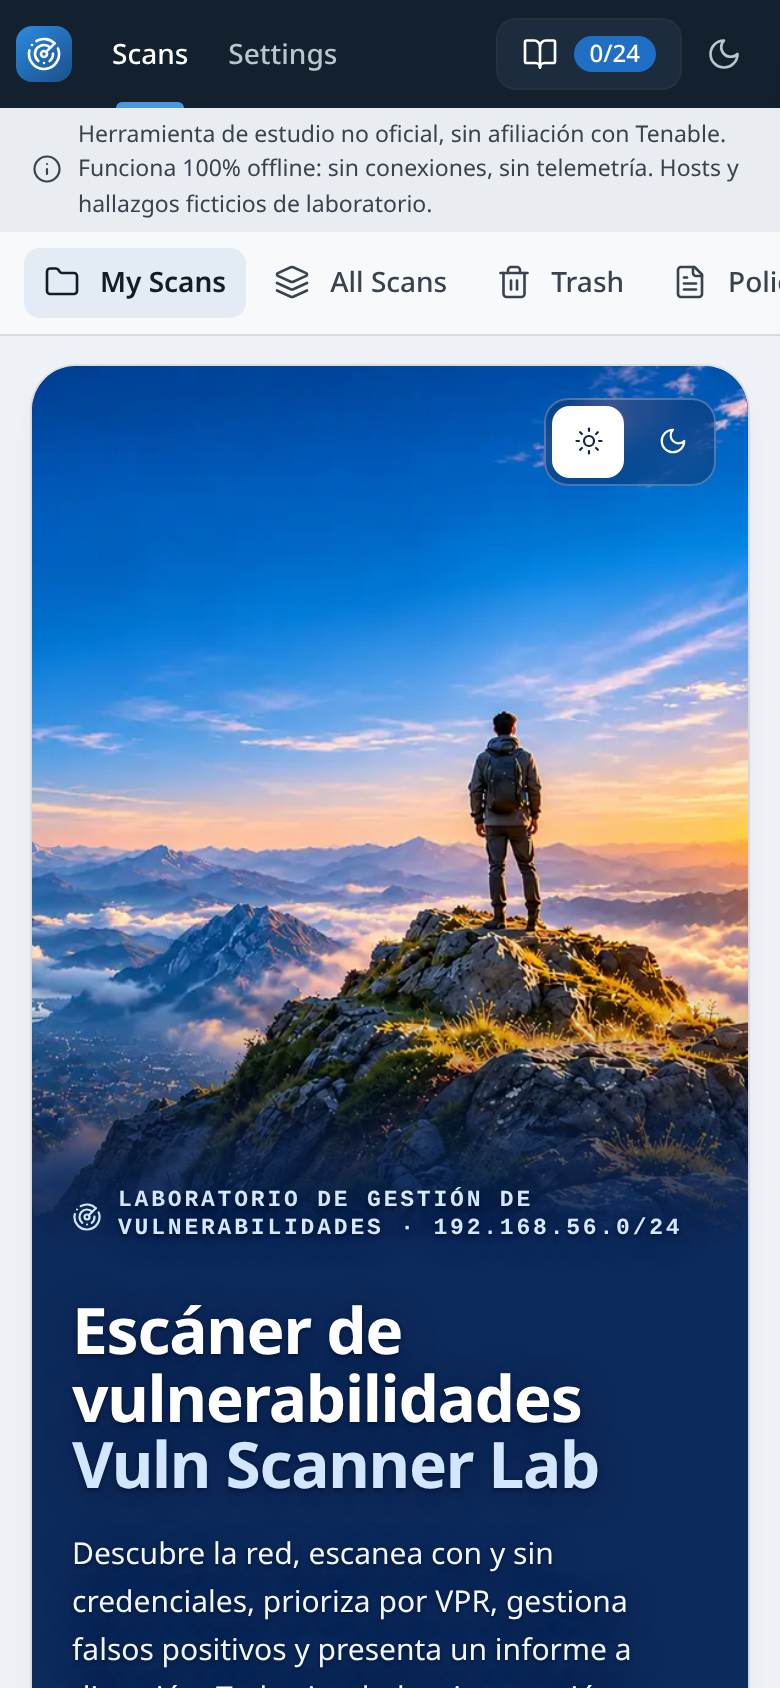 Scans
Settings
0/24
Herramienta de estudio no oficial, sin afiliación con Tenable.
Funciona 100% offline: sin conexiones, sin telemetría. Hosts y
hallazgos ficticios de laboratorio.
My Scans
All Scans
Trash
LABORATORIO DE GESTIÓN DE
VULNERABILIDADES · 192.168.56.0/24
Escáner de
vulnerabilidades
Vuln Scanner Lab
Descubre la red, escanea con y sin
credenciales, prioriza por VPR, gestiona
falsos positivos y presenta un informe a